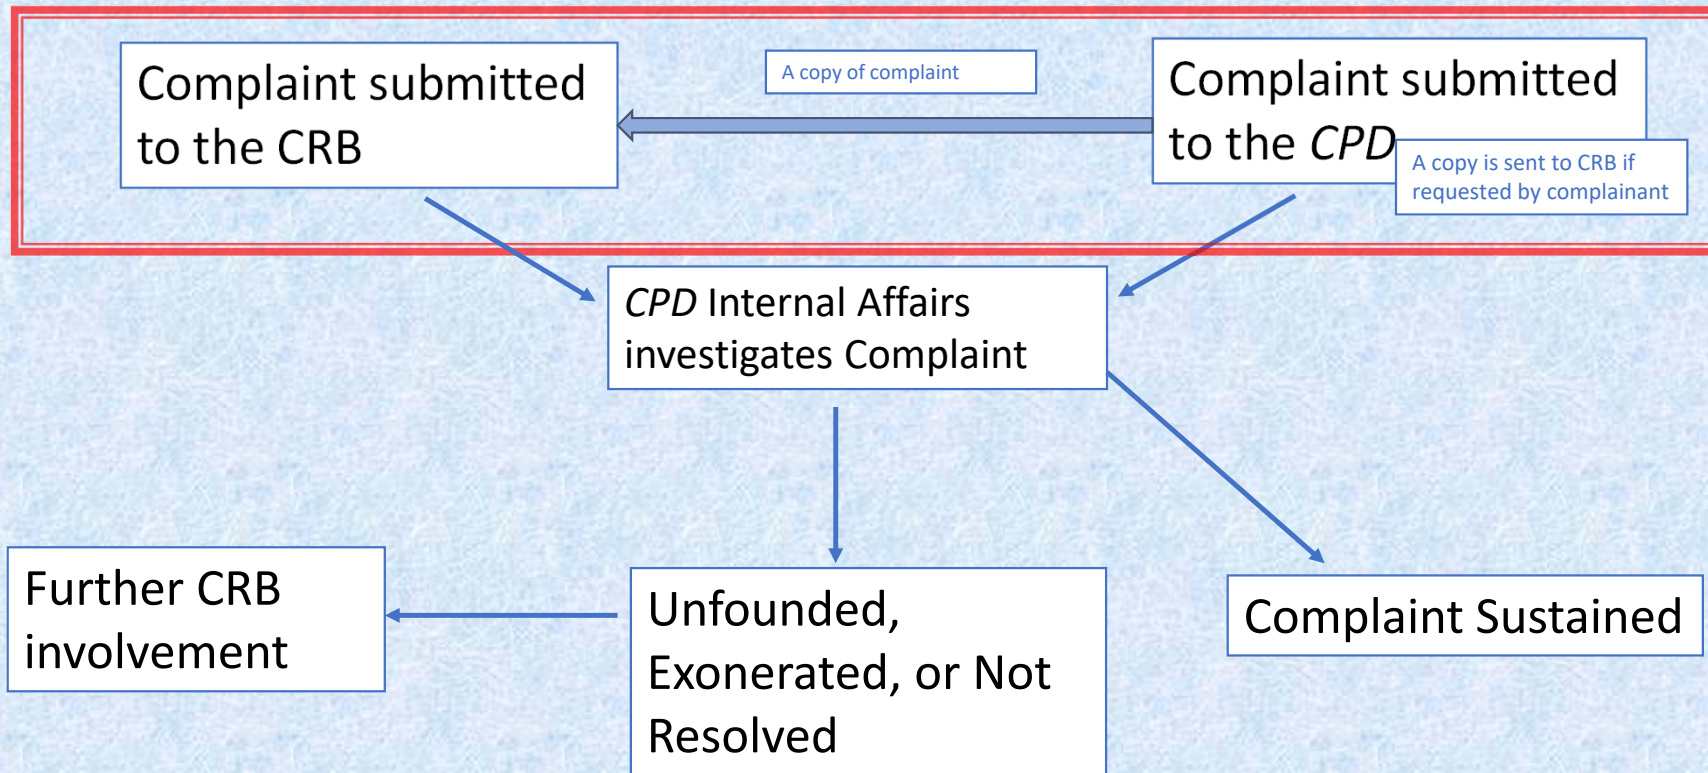 Complaint submitted
to the CRB
A copy of complaint
Complaint submitted
to the CPD
A copy is sent to CRB if
requested by complainant
CPD Internal Affairs
investigates Complaint
Further CRB
involvement
Unfounded,
Exonerated, or Not
Resolved
Complaint Sustained